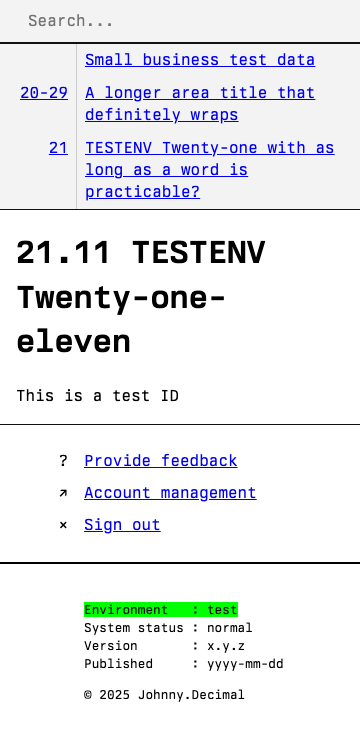 Search...
Small business test data
20-29 A longer area title that
definitely wraps
21 TESTENV Twenty-one with as
long as a word is
practicable?
21.11 TESTENV
Twenty-one-
eleven
This is a test ID
? Provide feedback
↗ Account management
× Sign out
Environment : test
System status : normal
Version : x.y.z
Published : yyyy-mm-dd
© 2025 Johnny.Decimal